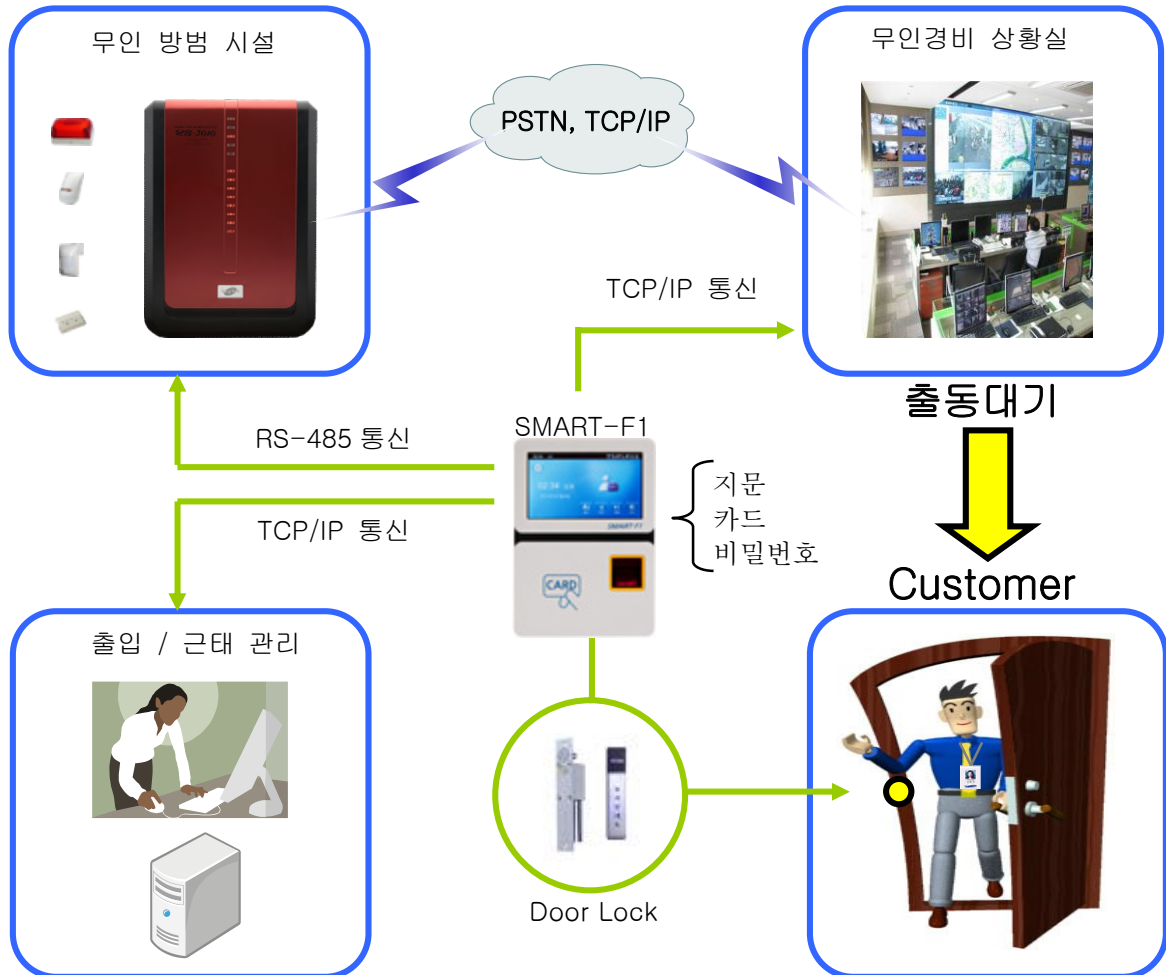 무인 방범 시설
무인경비 상황실
PSTN, TCP/IP
TCP/IP 통신
출동대기
RS-485 통신
SMART-F1
지문
카드
비밀번호
TCP/IP 통신
SMART-F1
CARD
Customer
출입 / 근태 관리
Door Lock